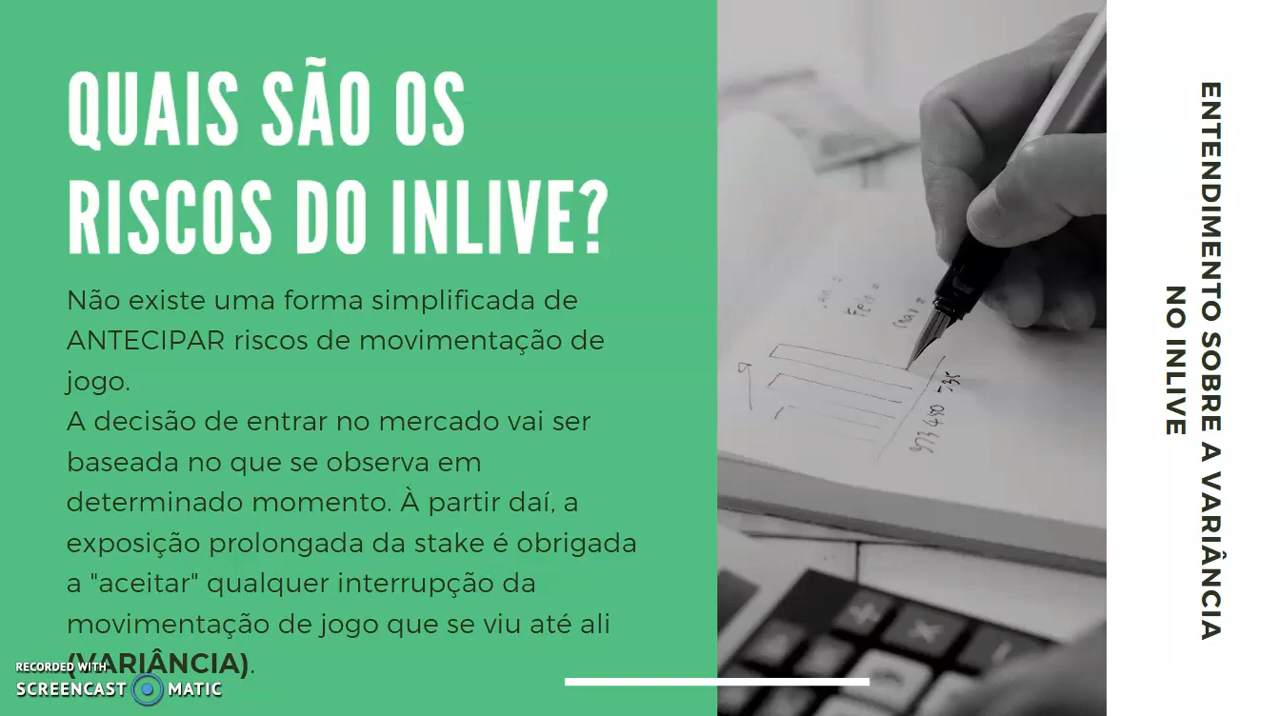 QUAIS SÃO OS
RISCOS DO INLIVE?
Não existe uma forma simplificada de
ANTECIPAR riscos de movimentação de
jogo.
A decisão de entrar no mercado vai ser
baseada no que se observa em
determinado momento. À partir daí, a
exposição prolongada da stake é obrigada
a "aceitar" qualquer interrupção da
movimentação de jogo que se viu até ali
(VARIÂNCIA).
ENTENDIMENTO SOBRE A VARIÂNCIA
NO INLIVE
RECORDED WITH
SCREENCAST MATIC